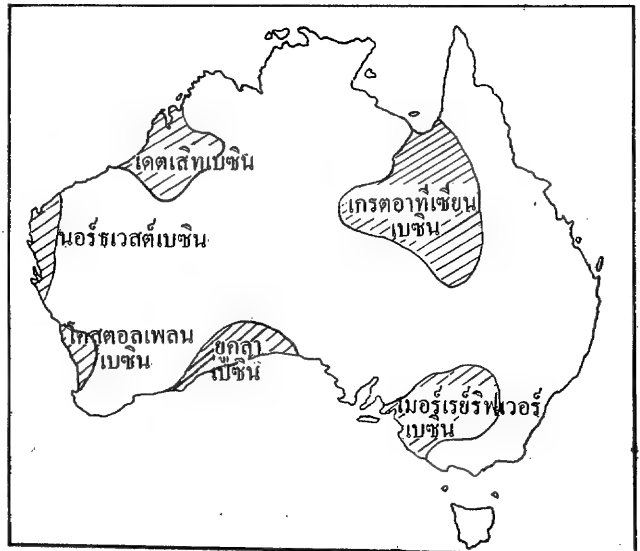 เดตเสิทเบซิน
เกรตอาทีเซียน
เบซิน
นอร์ธเวสต์เบซิน
โคสตอลเพลน
เบซิน
ยูคลา
เบซิน
เมอร์เรย์ริฟเวอร์
เบซิน